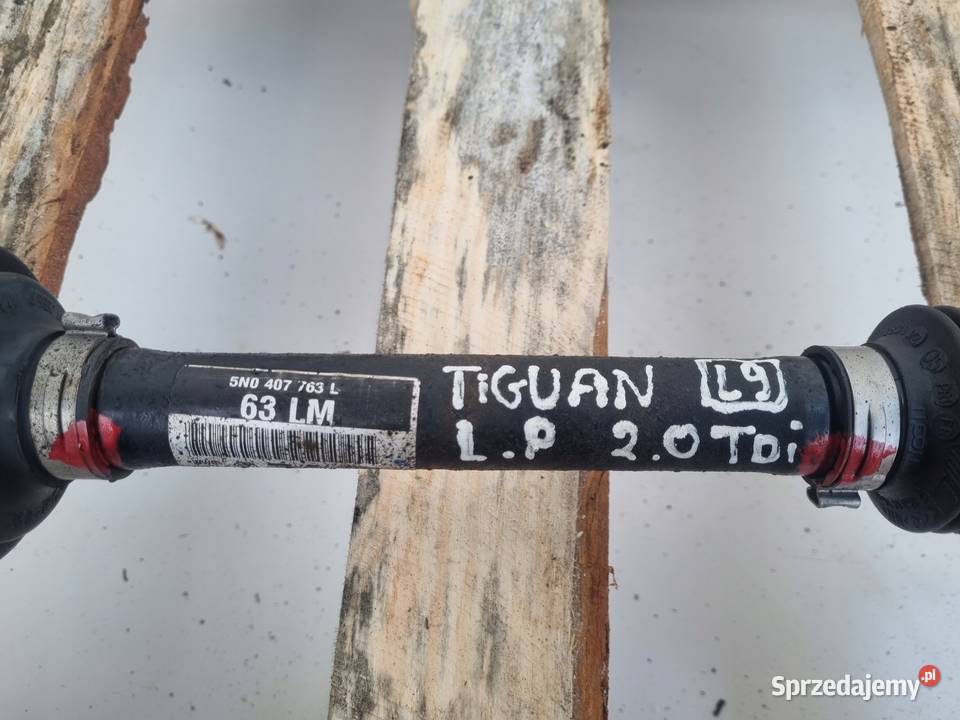 5N0 407 763 L
63 LM
TiGUAN L9
L.P 2.0 TDi
Sprzedajemy.pl